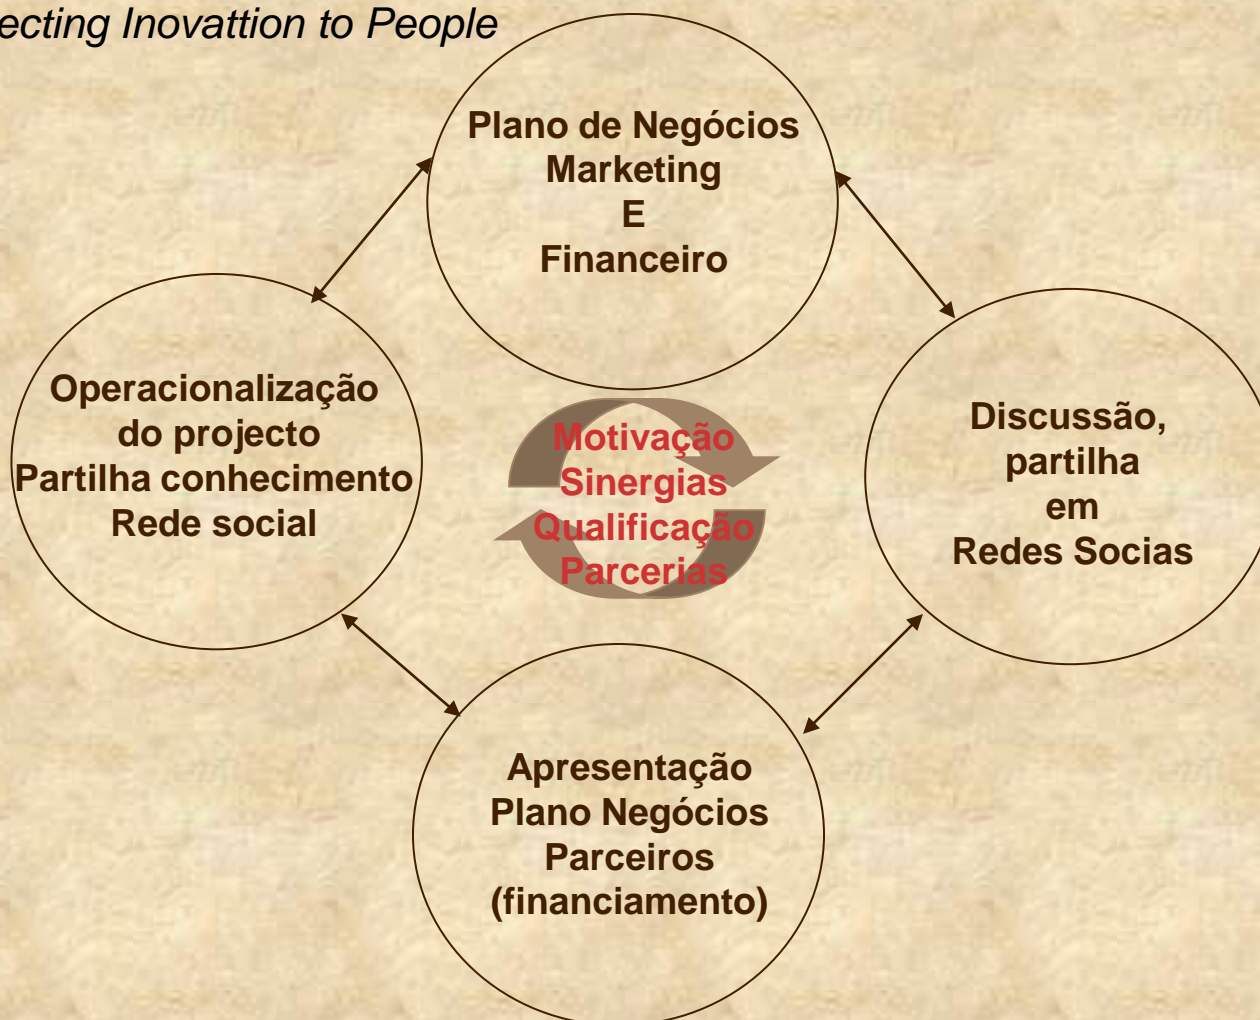 ecting Inovattion to People
Plano de Negócios
Marketing
E
Financeiro
Operacionalização
do projecto
Partilha conhecimento
Rede social
Motivação
Sinergias
Qualificação
Parcerias
Discussão,
partilha
em
Redes Socias
Apresentação
Plano Negócios
Parceiros
(financiamento)